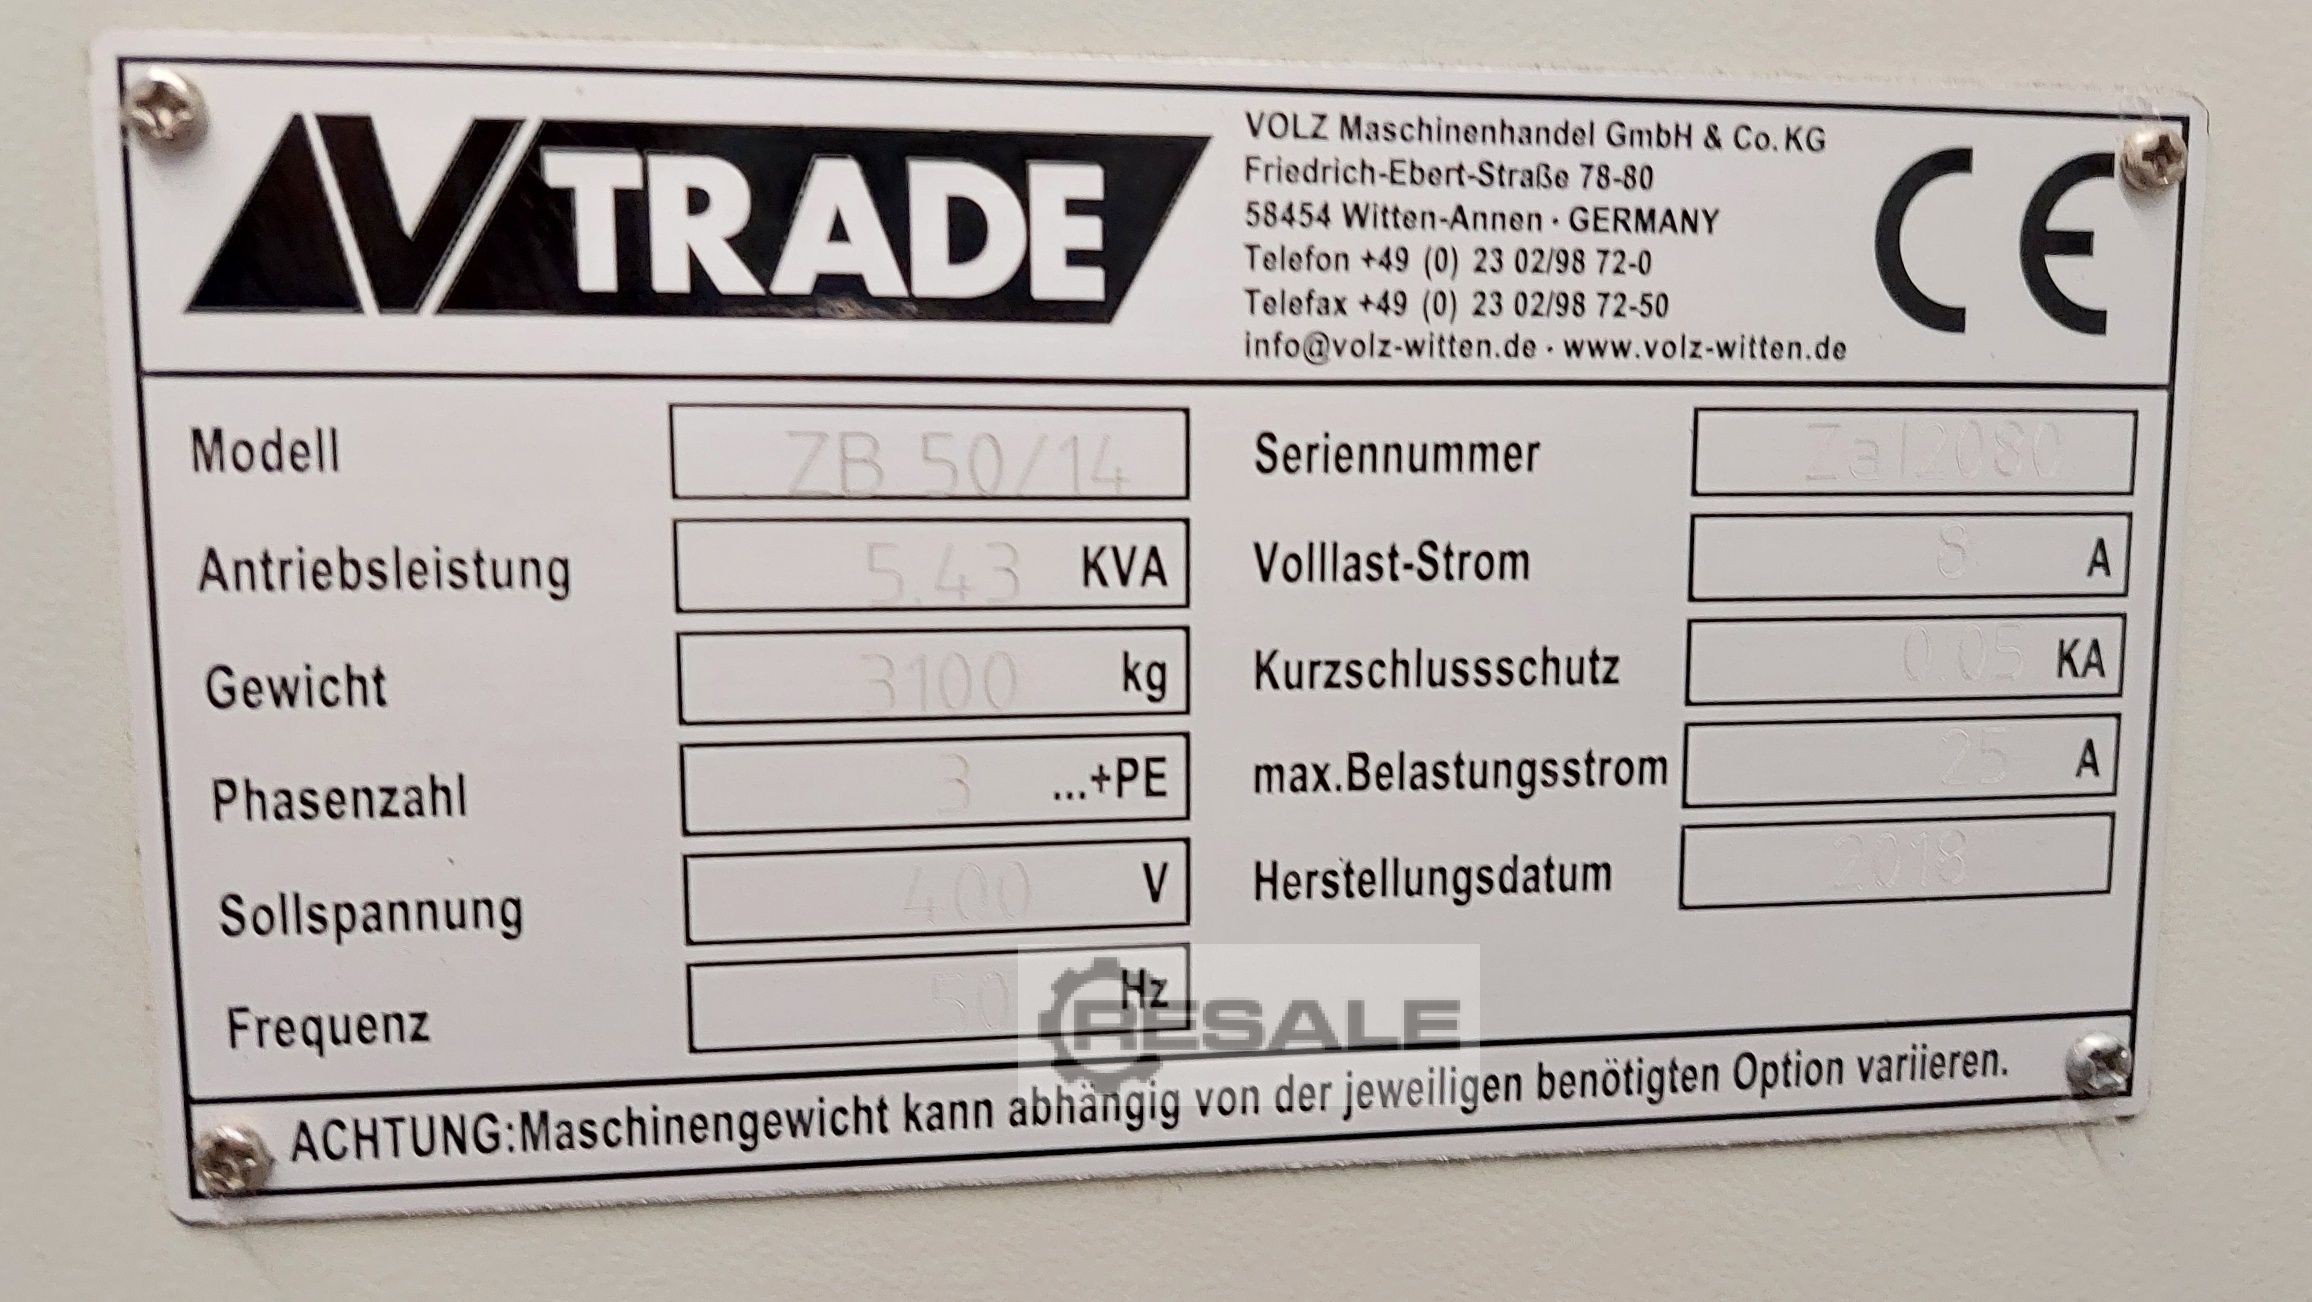 AVTRADE
VOLZ Maschinenhandel GmbH & Co. KG
Friedrich-Ebert-Straße 78-80
58454 Witten-Annen · GERMANY
Telefon +49 (0) 23 02/98 72-0
Telefax +49 (0) 23 02/98 72-50
info@volz-witten.de · www.volz-witten.de
CE
Modell ZB 50/14
Antriebsleistung 5.43 KVA
Gewicht 3100 kg
Phasenzahl 3 ...+PE
Sollspannung 400 V
Frequenz 50 Hz
Seriennummer Za12080
Volllast-Strom 8 A
Kurzschlussschutz 0.05 KA
max.Belastungsstrom 25 A
Herstellungsdatum 2018
RESALE
ACHTUNG:Maschinengewicht kann abhängig von der jeweiligen benötigten Option variieren.